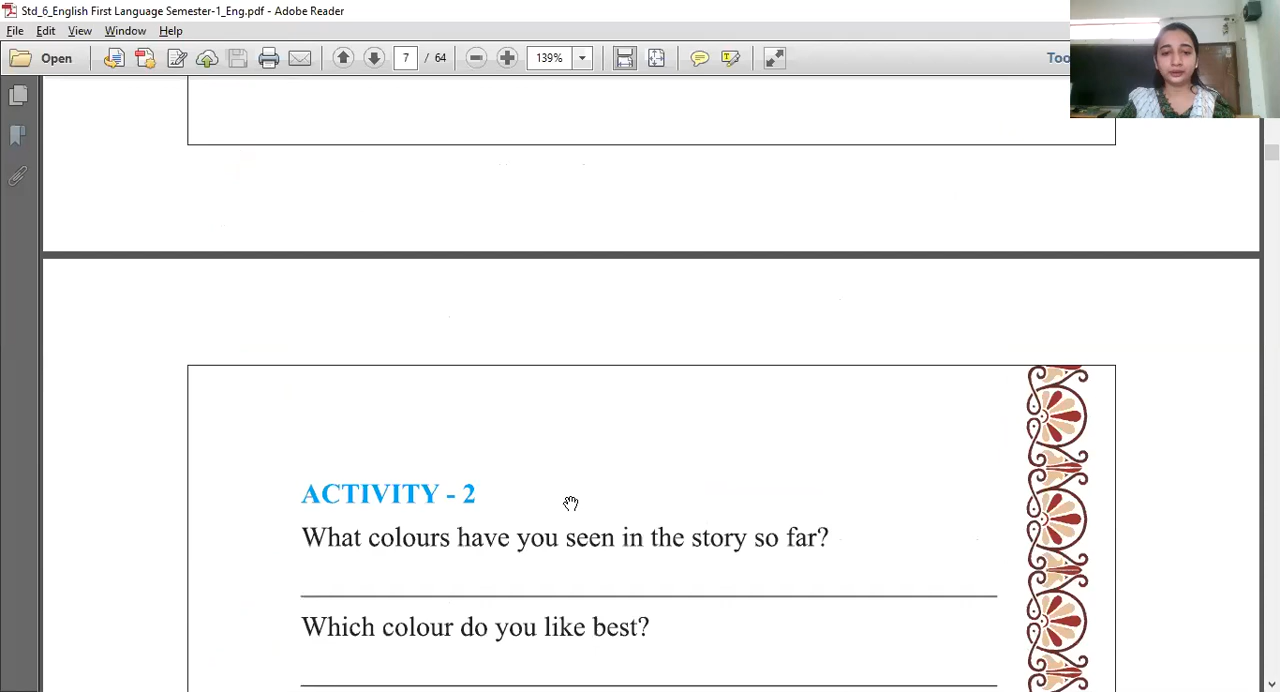 Std_6_English First Language Semester-1_Eng.pdf - Adobe Reader
File Edit View Window Help
Open 7 / 64 139% Too
ACTIVITY - 2
What colours have you seen in the story so far?
Which colour do you like best?